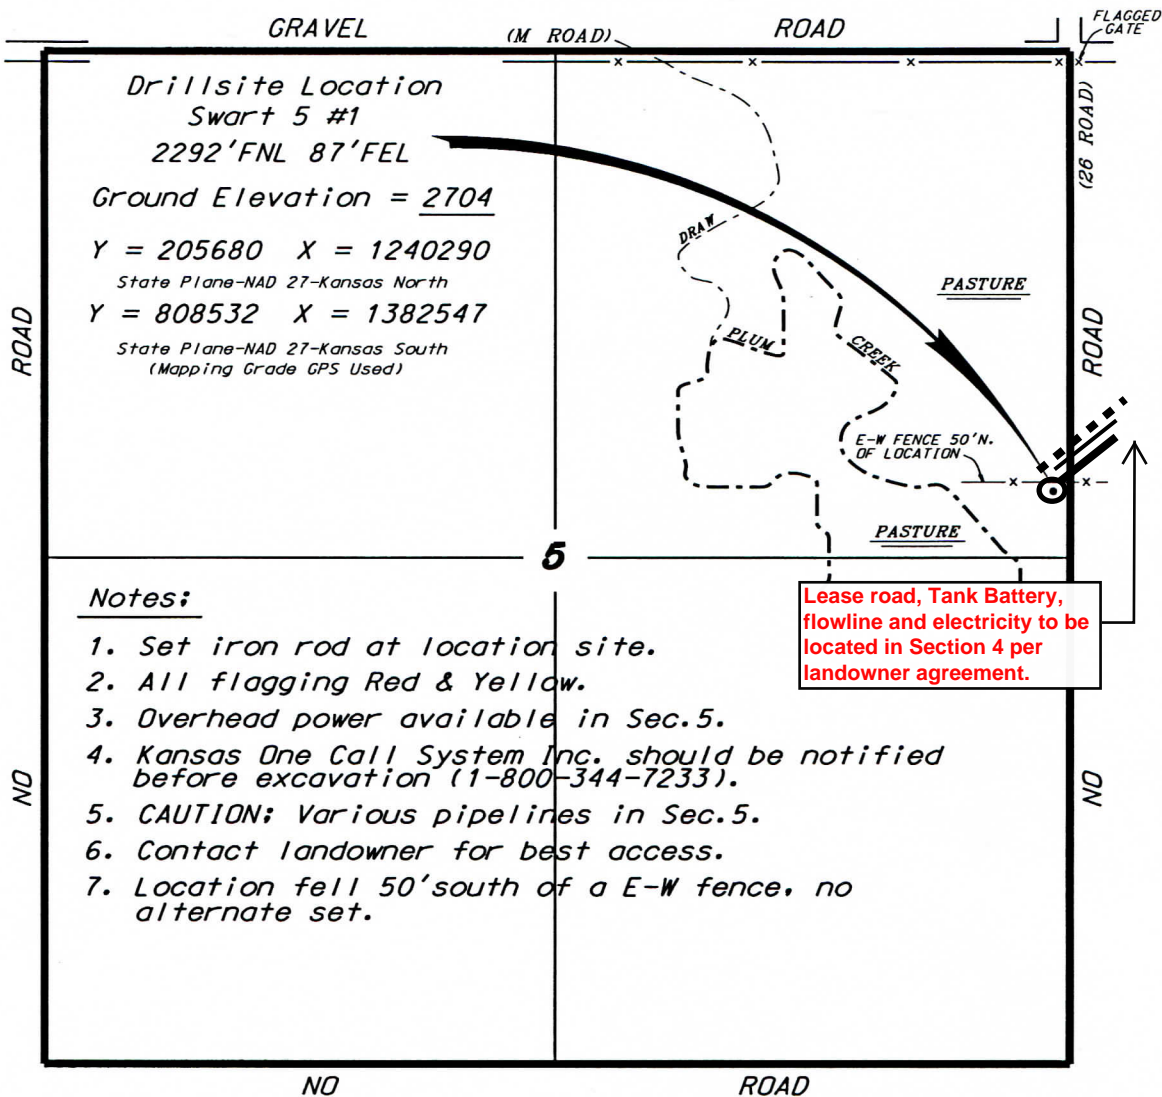 GRAVEL (M ROAD) ROAD
FLAGGED
GATE
Drillsite Location
Swart 5 #1
2292'FNL 87'FEL
Ground Elevation = 2704
Y = 205680 X = 1240290
State Plane-NAD 27-Kansas North
Y = 808532 X = 1382547
State Plane-NAD 27-Kansas South
(Mapping Grade GPS Used)
(26 ROAD)
DRAW
PASTURE
PLUM
CREEK
ROAD
ROAD
E-W FENCE 50'N.
OF LOCATION
PASTURE
5
Lease road, Tank Battery,
flowline and electricity to be
located in Section 4 per
landowner agreement.
Notes:
1. Set iron rod at location site.
2. All flagging Red & Yellow.
3. Overhead power available in Sec.5.
4. Kansas One Call System Inc. should be notified
before excavation (1-800-344-7233).
5. CAUTION: Various pipelines in Sec.5.
6. Contact landowner for best access.
7. Location fell 50'south of a E-W fence, no
alternate set.
NO
NO
NO ROAD